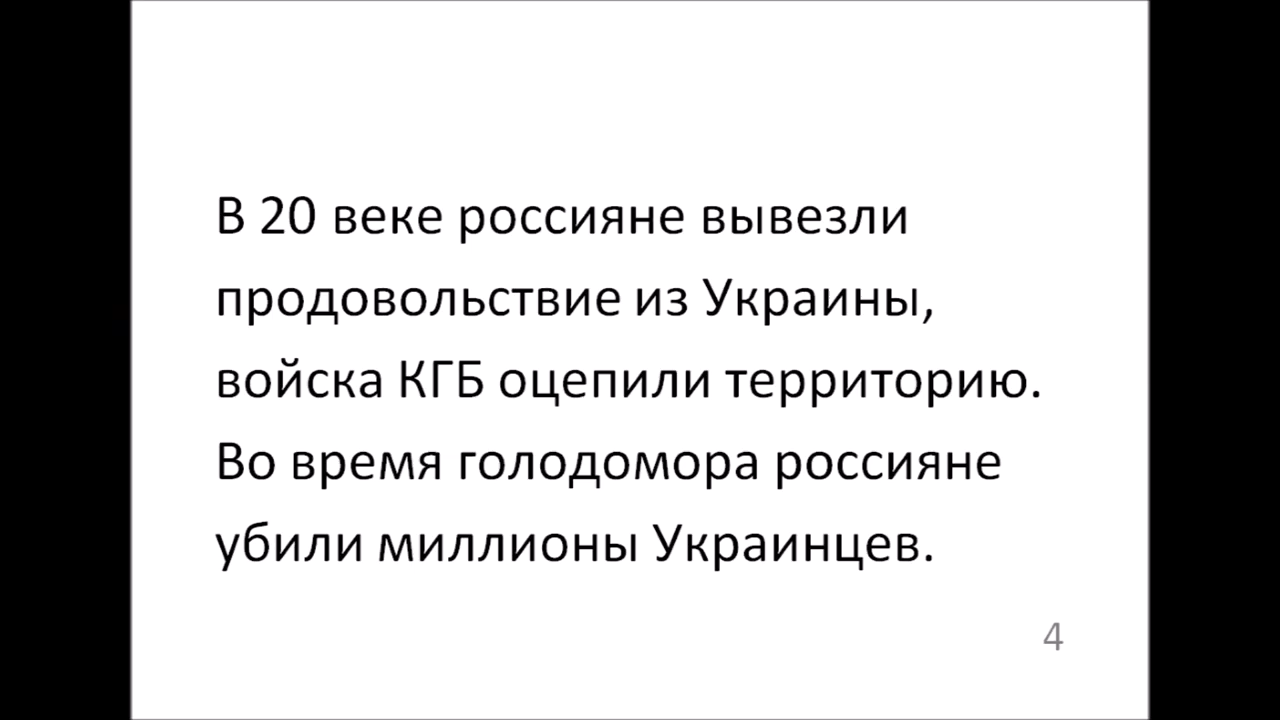 В 20 веке россияне вывезли
продовольствие из Украины,
войска КГБ оцепили территорию.
Во время голодомора россияне
убили миллионы Украинцев.
4